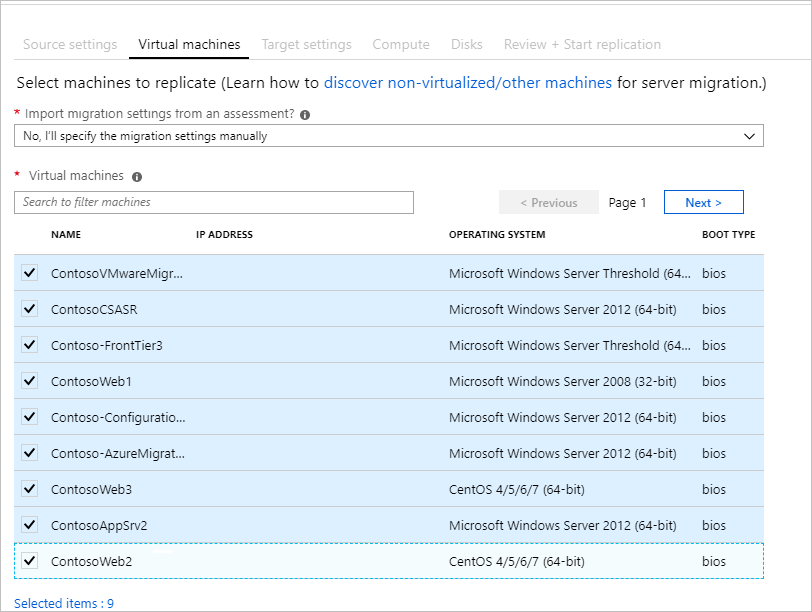 Source settings Virtual machines Target settings Compute Disks Review + Start replication
Select machines to replicate (Learn how to discover non-virtualized/other machines for server migration.)
* Import migration settings from an assessment?
No, I'll specify the migration settings manually
* Virtual machines
Search to filter machines < Previous Page 1 Next >
NAME IP ADDRESS OPERATING SYSTEM BOOT TYPE
ContosoVMwareMigr... Microsoft Windows Server Threshold (64... bios
ContosoCSASR Microsoft Windows Server 2012 (64-bit) bios
Contoso-FrontTier3 Microsoft Windows Server Threshold (64... bios
ContosoWeb1 Microsoft Windows Server 2008 (32-bit) bios
Contoso-Configuratio... Microsoft Windows Server 2012 (64-bit) bios
Contoso-AzureMigrat... Microsoft Windows Server 2012 (64-bit) bios
ContosoWeb3 CentOS 4/5/6/7 (64-bit) bios
ContosoAppSrv2 Microsoft Windows Server 2012 (64-bit) bios
ContosoWeb2 CentOS 4/5/6/7 (64-bit) bios
Selected items : 9